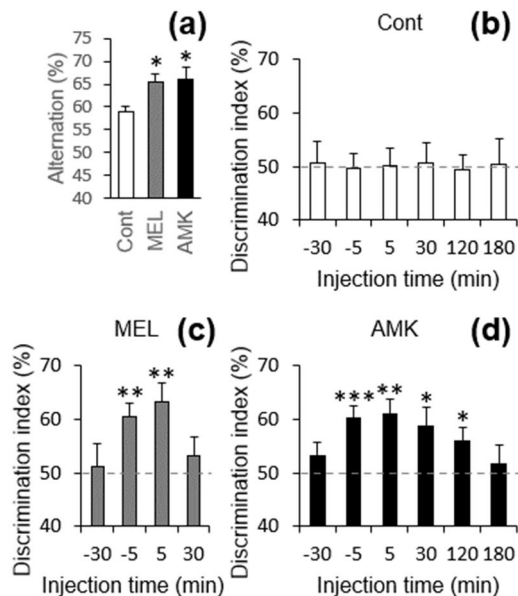 (a)
Alternation (%)
75
70
65
60
55
50
45
40
*
*
Cont
MEL
AMK
Cont
(b)
Discrimination index (%)
70
60
50
40
-30 -5 5 30 120 180
Injection time (min)
MEL
(c)
Discrimination index (%)
70
60
50
40
** **
-30 -5 5 30
Injection time (min)
AMK
(d)
Discrimination index (%)
70
60
50
40
*** ** * *
-30 -5 5 30 120 180
Injection time (min)